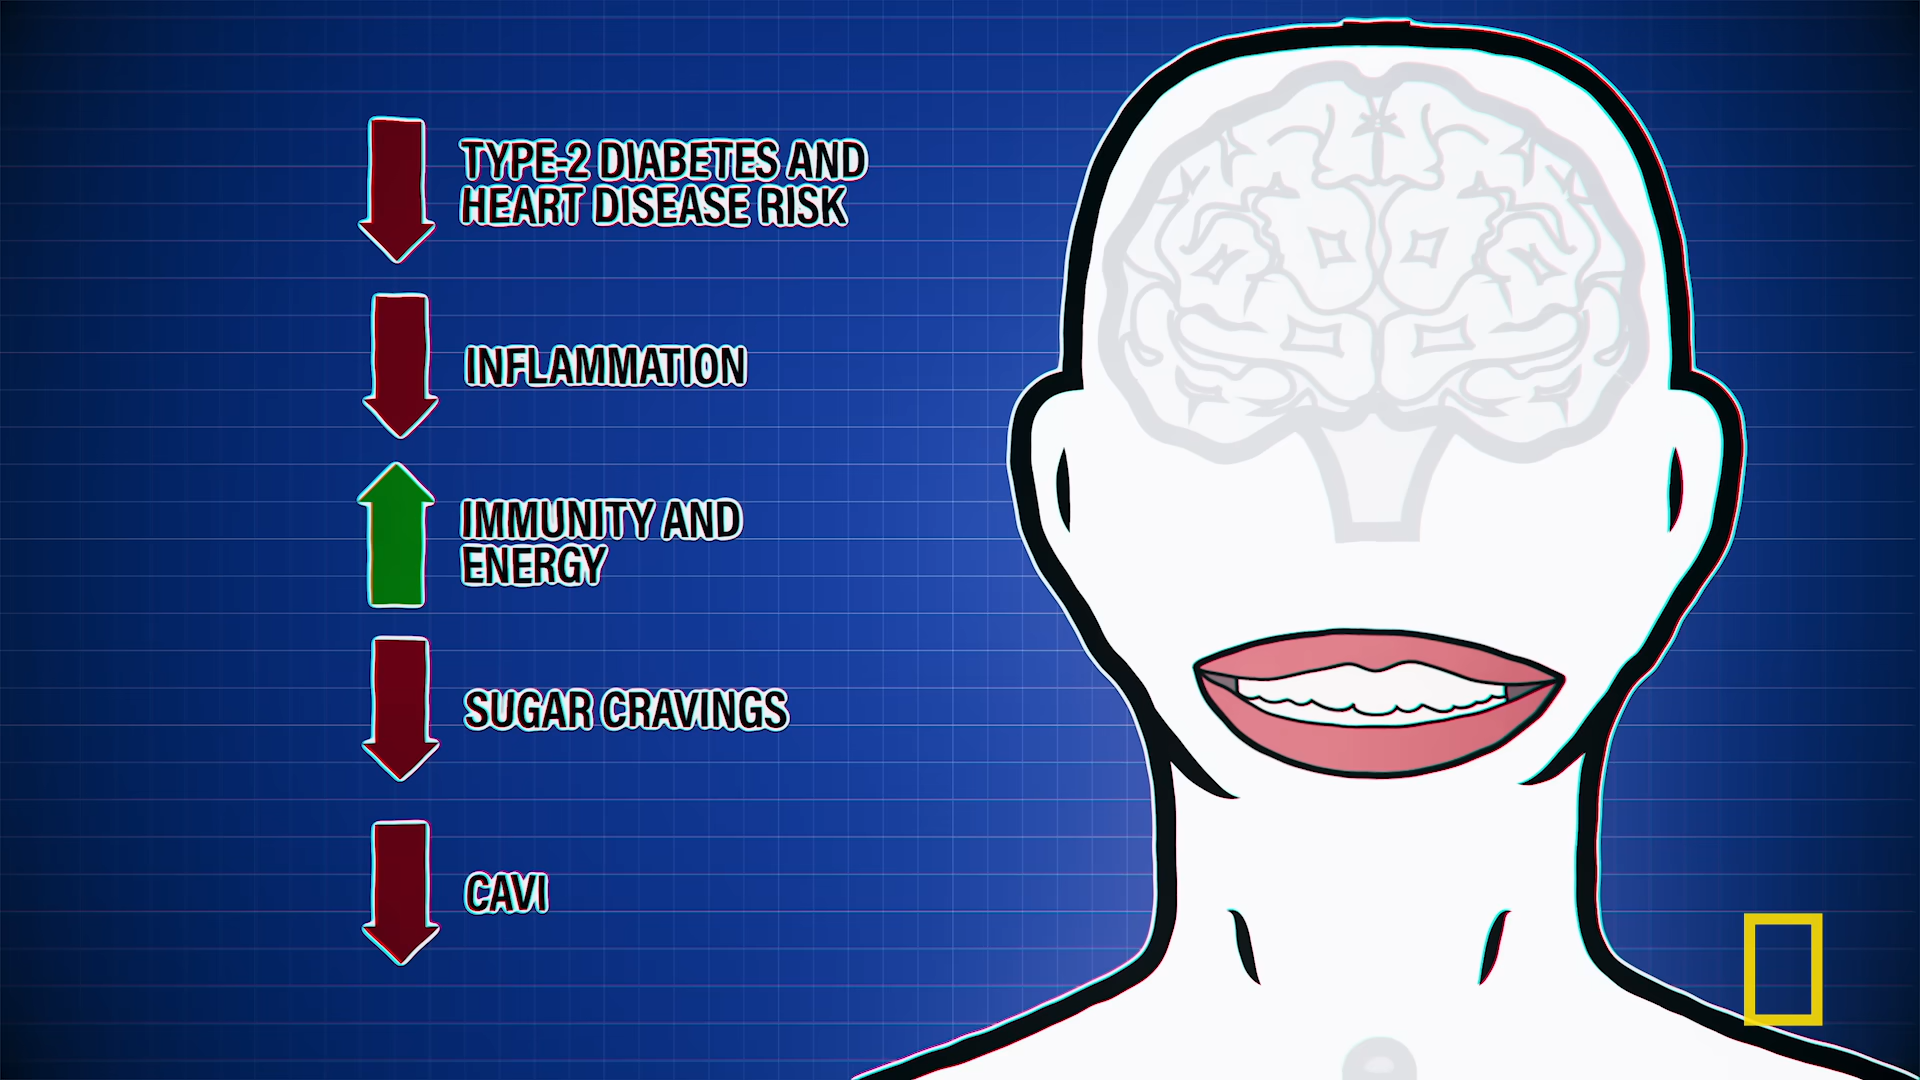 TYPE-2 DIABETES AND
HEART DISEASE RISK
INFLAMMATION
IMMUNITY AND
ENERGY
SUGAR CRAVINGS
CAVI